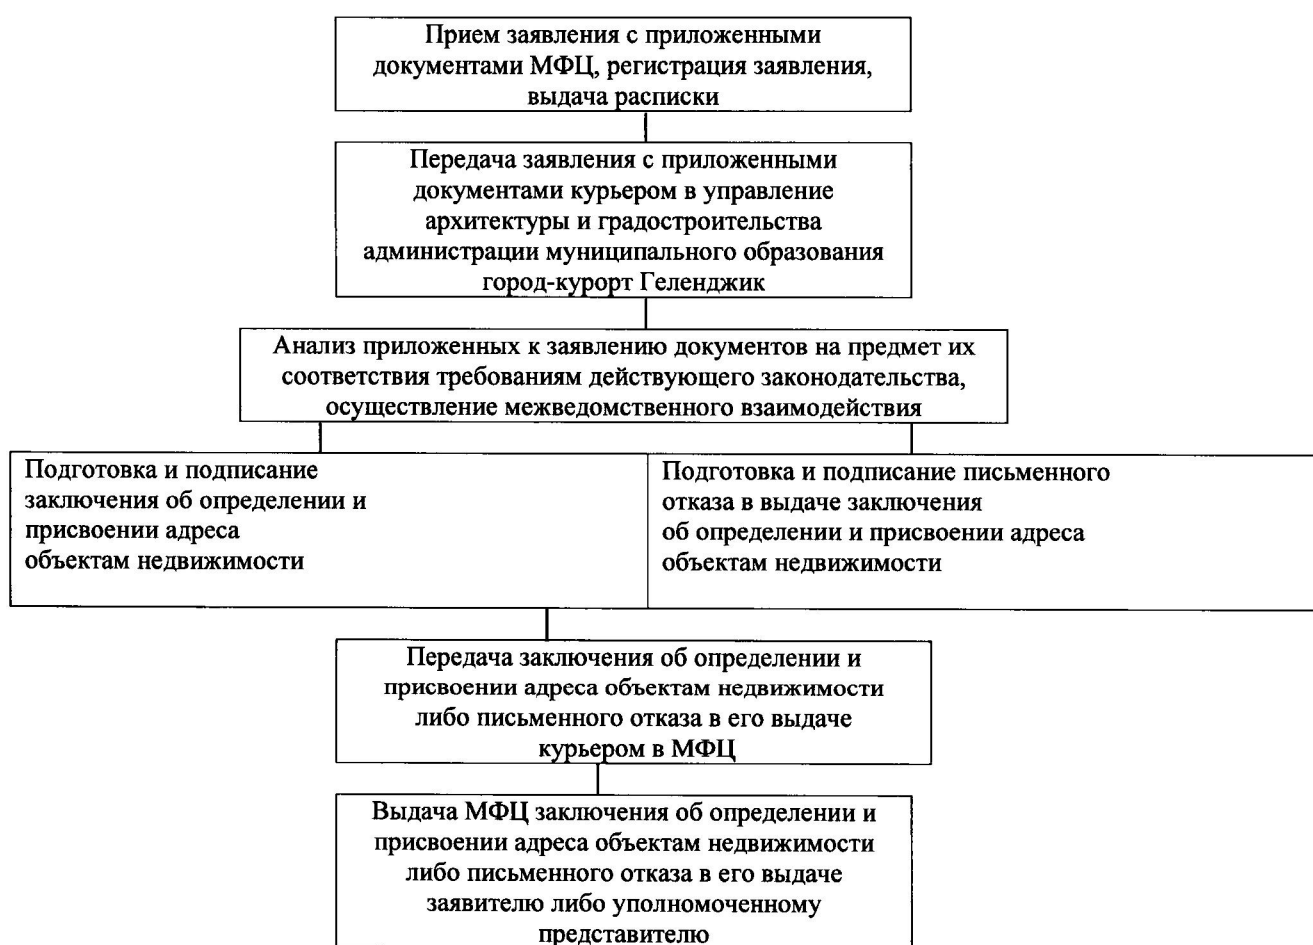 Прием заявления с приложенными
документами МФЦ, регистрация заявления,
выдача расписки
Передача заявления с приложенными
документами курьером в управление
архитектуры и градостроительства
администрации муниципального образования
город-курорт Геленджик
Анализ приложенных к заявлению документов на предмет их
соответствия требованиям действующего законодательства,
осуществление межведомственного взаимодействия
Подготовка и подписание
заключения об определении и
присвоении адреса
объектам недвижимости
Подготовка и подписание письменного
отказа в выдаче заключения
об определении и присвоении адреса
объектам недвижимости
Передача заключения об определении и
присвоении адреса объектам недвижимости
либо письменного отказа в его выдаче
курьером в МФЦ
Выдача МФЦ заключения об определении и
присвоении адреса объектам недвижимости
либо письменного отказа в его выдаче
заявителю либо уполномоченному
представителю